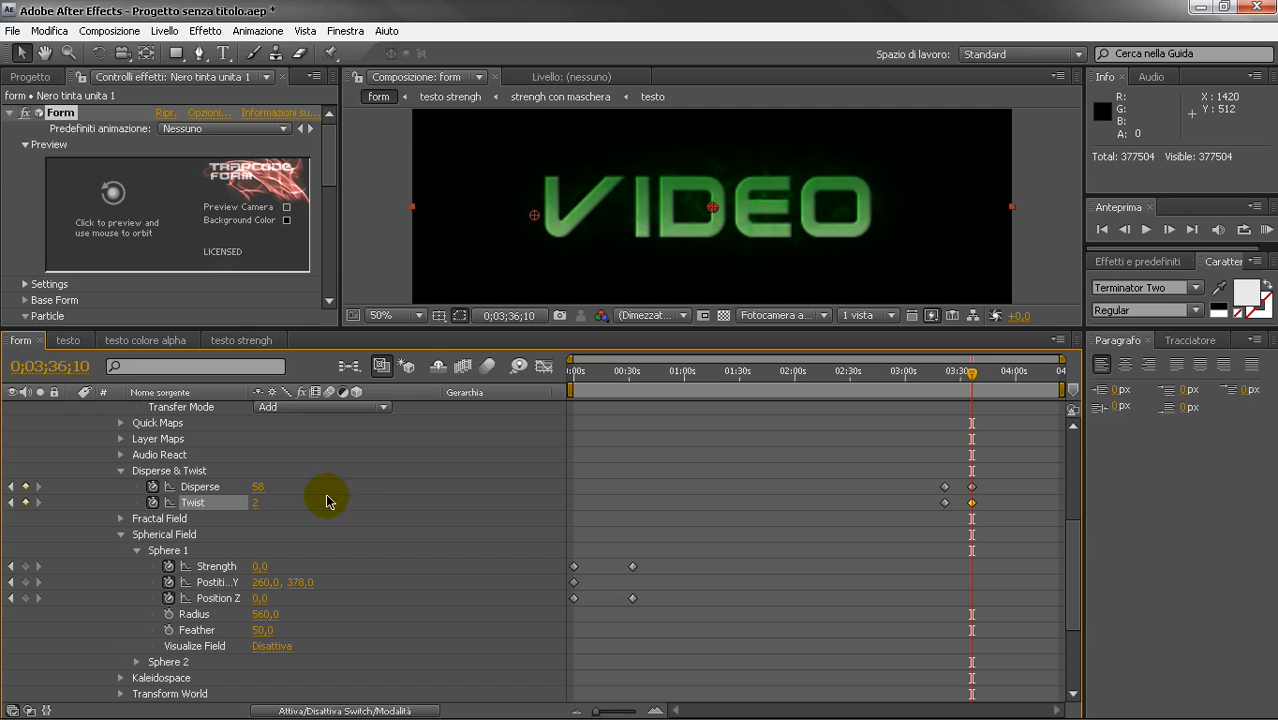 Adobe After Effects - Progetto senza titolo.aep *
File Modifica Composizione Livello Effetto Animazione Vista Finestra Aiuto
Spazio di lavoro: Standard Cerca nella Guida
Progetto Controlli effetti: Nero tinta unita 1 Composizione: form Livello: (nessuno) Info Audio
form • Nero tinta unita 1 form testo strengh strengh con maschera testo
R: X : 1420
G: Y : 512
B:
A: 0
Form Ripr. Opzioni... Informazioni su...
Predefiniti animazione: Nessuno
Preview
Total: 377504 Visible: 377504
TRAPCODE
FORM
Click to preview and
use mouse to orbit
Preview Camera
Background Color
LICENSED
VIDEO
Anteprima
Effetti e predefiniti Caratter
Settings
Base Form
Particle
Terminator Two
Regular
50% 0;03;36;10 (Dimezzat... Fotocamera a... 1 vista +0,0
form testo testo colore alpha testo strengh
Paragrafo Tracciatore
0;03;36;10
00s 00:30s 01:00s 01:30s 02:00s 02:30s 03:00s 03:30s 04:00s 04
# Nome sorgente Gerarchia
0 px 0 px 0 px
0 px 0 px
Transfer Mode Add
Quick Maps
Layer Maps
Audio React
Disperse & Twist
Disperse 58
Twist 2
Fractal Field
Spherical Field
Sphere 1
Strength 0,0
Postiti...Y 260,0, 378,0
Position Z 0,0
Radius 560,0
Feather 50,0
Visualize Field Disattiva
Sphere 2
Kaleidospace
Transform World
Attiva/Disattiva Switch/Modalità